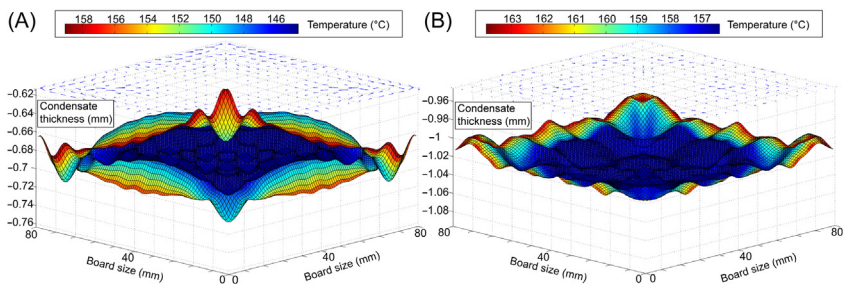 (A)
158 156 154 152 150 148 146
Temperature (°C)
−0.62
Condensate
thickness (mm)
−0.66
−0.68
−0.7
−0.72
−0.74
−0.76
80
40
0
Board size (mm)
0
40
80
Board size (mm)
(B)
163 162 161 160 159 158 157
Temperature (°C)
−0.96
Condensate
thickness (mm)
−0.98
−1
−1.02
−1.04
−1.06
−1.08
80
40
0
Board size (mm)
0
40
80
Board size (mm)